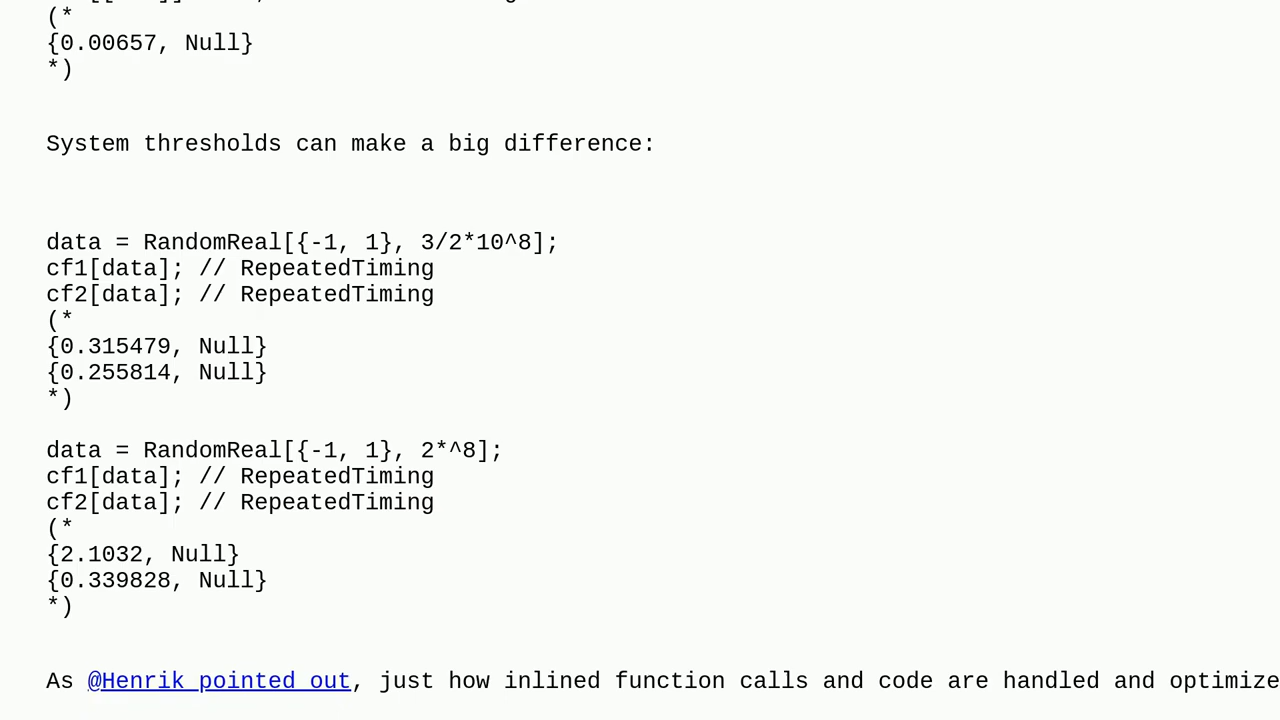 (*
{0.00657, Null}
*)
System thresholds can make a big difference:
data = RandomReal[{-1, 1}, 3/2*10^8];
cf1[data]; // RepeatedTiming
cf2[data]; // RepeatedTiming
(*
{0.315479, Null}
{0.255814, Null}
*)
data = RandomReal[{-1, 1}, 2*^8];
cf1[data]; // RepeatedTiming
cf2[data]; // RepeatedTiming
(*
{2.1032, Null}
{0.339828, Null}
*)
As @Henrik pointed out, just how inlined function calls and code are handled and optimize